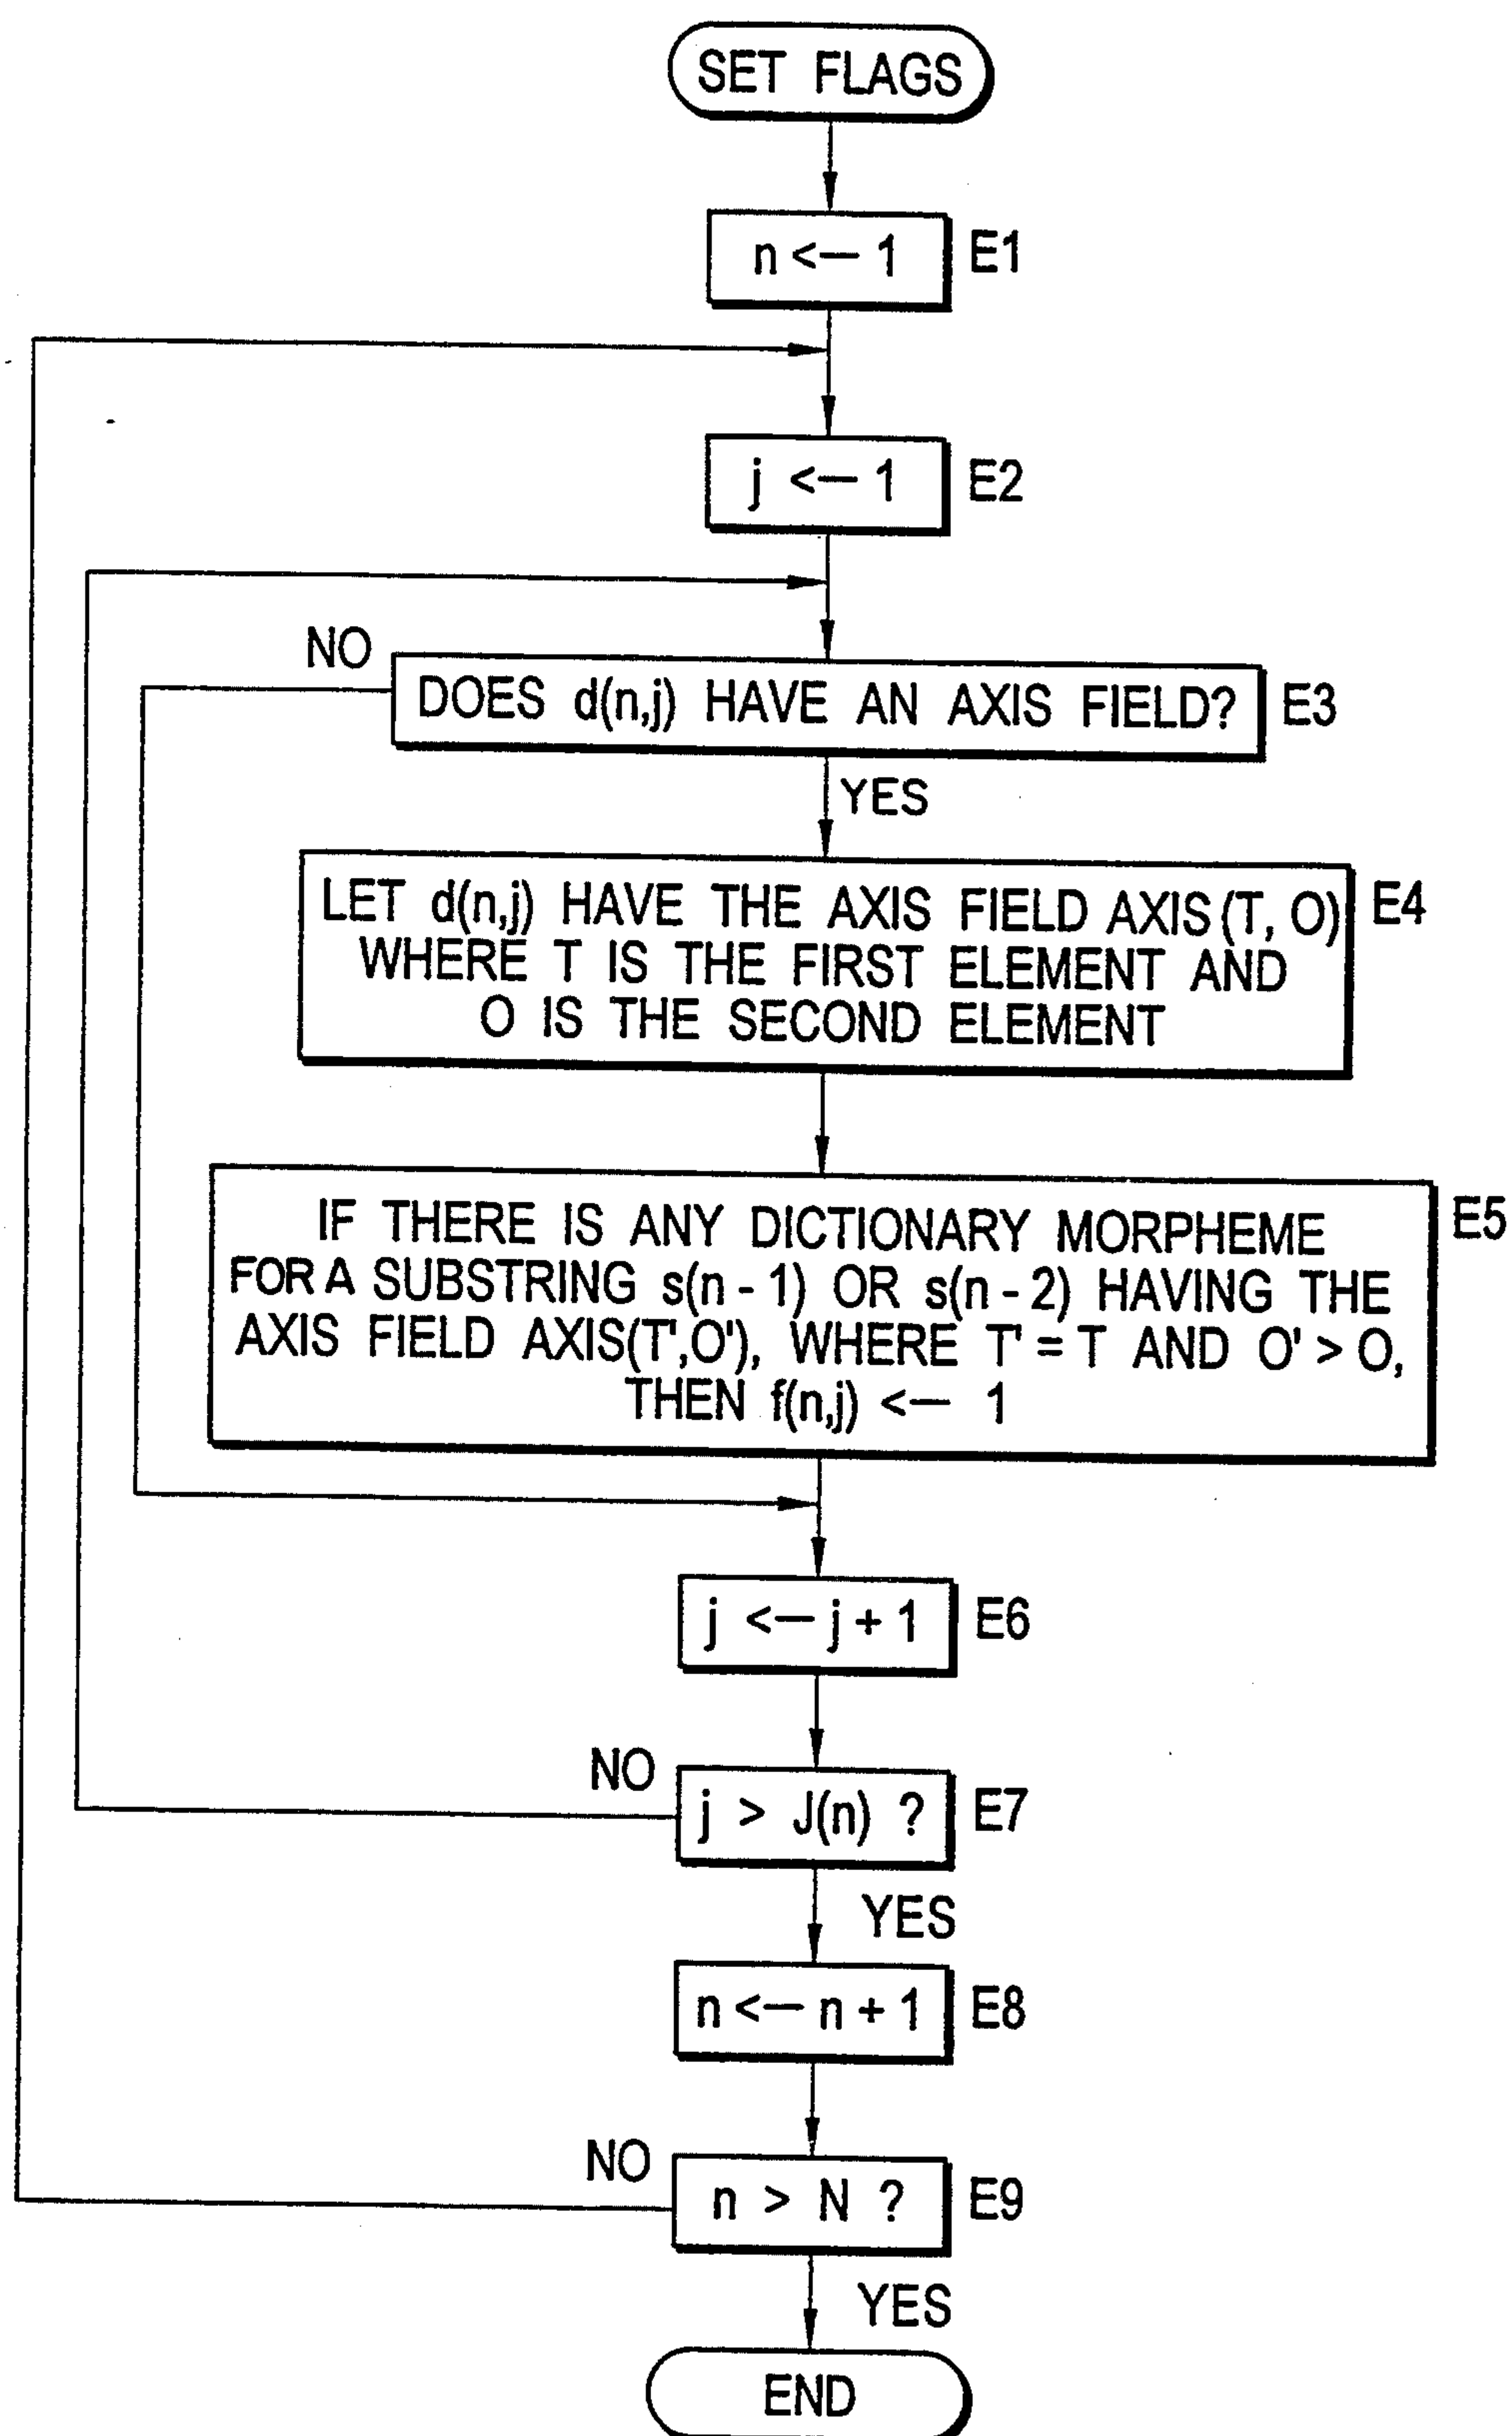 SET FLAGS
n <— 1 E1
j <— 1 E2
NO
DOES d(n,j) HAVE AN AXIS FIELD? E3
YES
LET d(n,j) HAVE THE AXIS FIELD AXIS(T, O) E4
WHERE T IS THE FIRST ELEMENT AND
O IS THE SECOND ELEMENT
IF THERE IS ANY DICTIONARY MORPHEME E5
FOR A SUBSTRING s(n - 1) OR s(n - 2) HAVING THE
AXIS FIELD AXIS(T',O'), WHERE T' = T AND O' > O,
THEN f(n,j) <— 1
j <— j + 1 E6
NO
j > J(n) ? E7
YES
n <— n + 1 E8
NO
n > N ? E9
YES
END